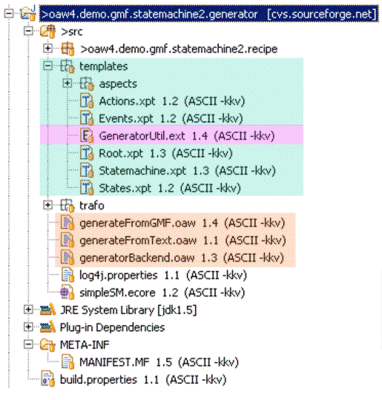 >oaw4.demo.gmf.statemachine2.generator [cvs.sourceforge.net]
>src
>oaw4.demo.gmf.statemachine2.recipe
templates
aspects
Actions.xpt 1.2 (ASCII -kkv)
Events.xpt 1.2 (ASCII -kkv)
GeneratorUtil.ext 1.4 (ASCII -kkv)
Root.xpt 1.3 (ASCII -kkv)
Statemachine.xpt 1.3 (ASCII -kkv)
States.xpt 1.2 (ASCII -kkv)
trafo
generateFromGMF.oaw 1.4 (ASCII -kkv)
generateFromText.oaw 1.1 (ASCII -kkv)
generatorBackend.oaw 1.3 (ASCII -kkv)
log4j.properties 1.1 (ASCII -kkv)
simpleSM.ecore 1.2 (ASCII -kkv)
JRE System Library [jdk1.5]
Plug-in Dependencies
META-INF
MANIFEST.MF 1.5 (ASCII -kkv)
build.properties 1.1 (ASCII -kkv)